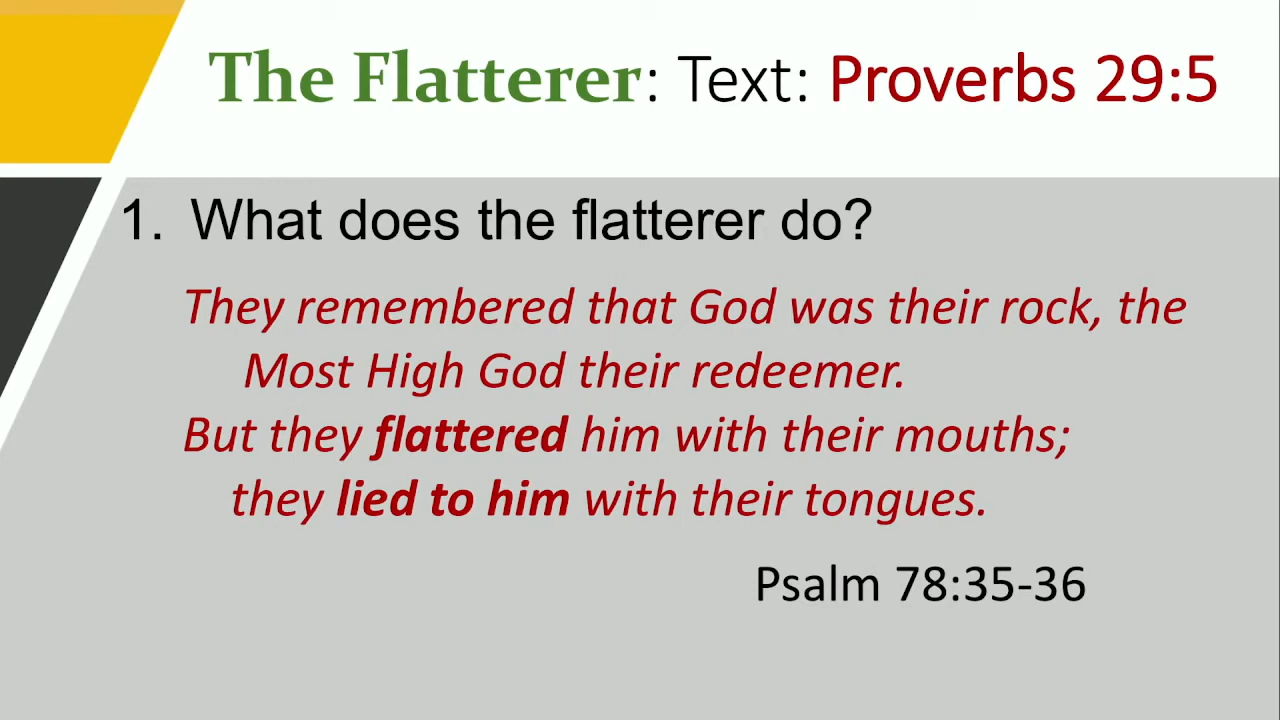 The Flatterer: Text: Proverbs 29:5
1. What does the flatterer do?
They remembered that God was their rock, the
Most High God their redeemer.
But they flattered him with their mouths;
they lied to him with their tongues.
Psalm 78:35-36